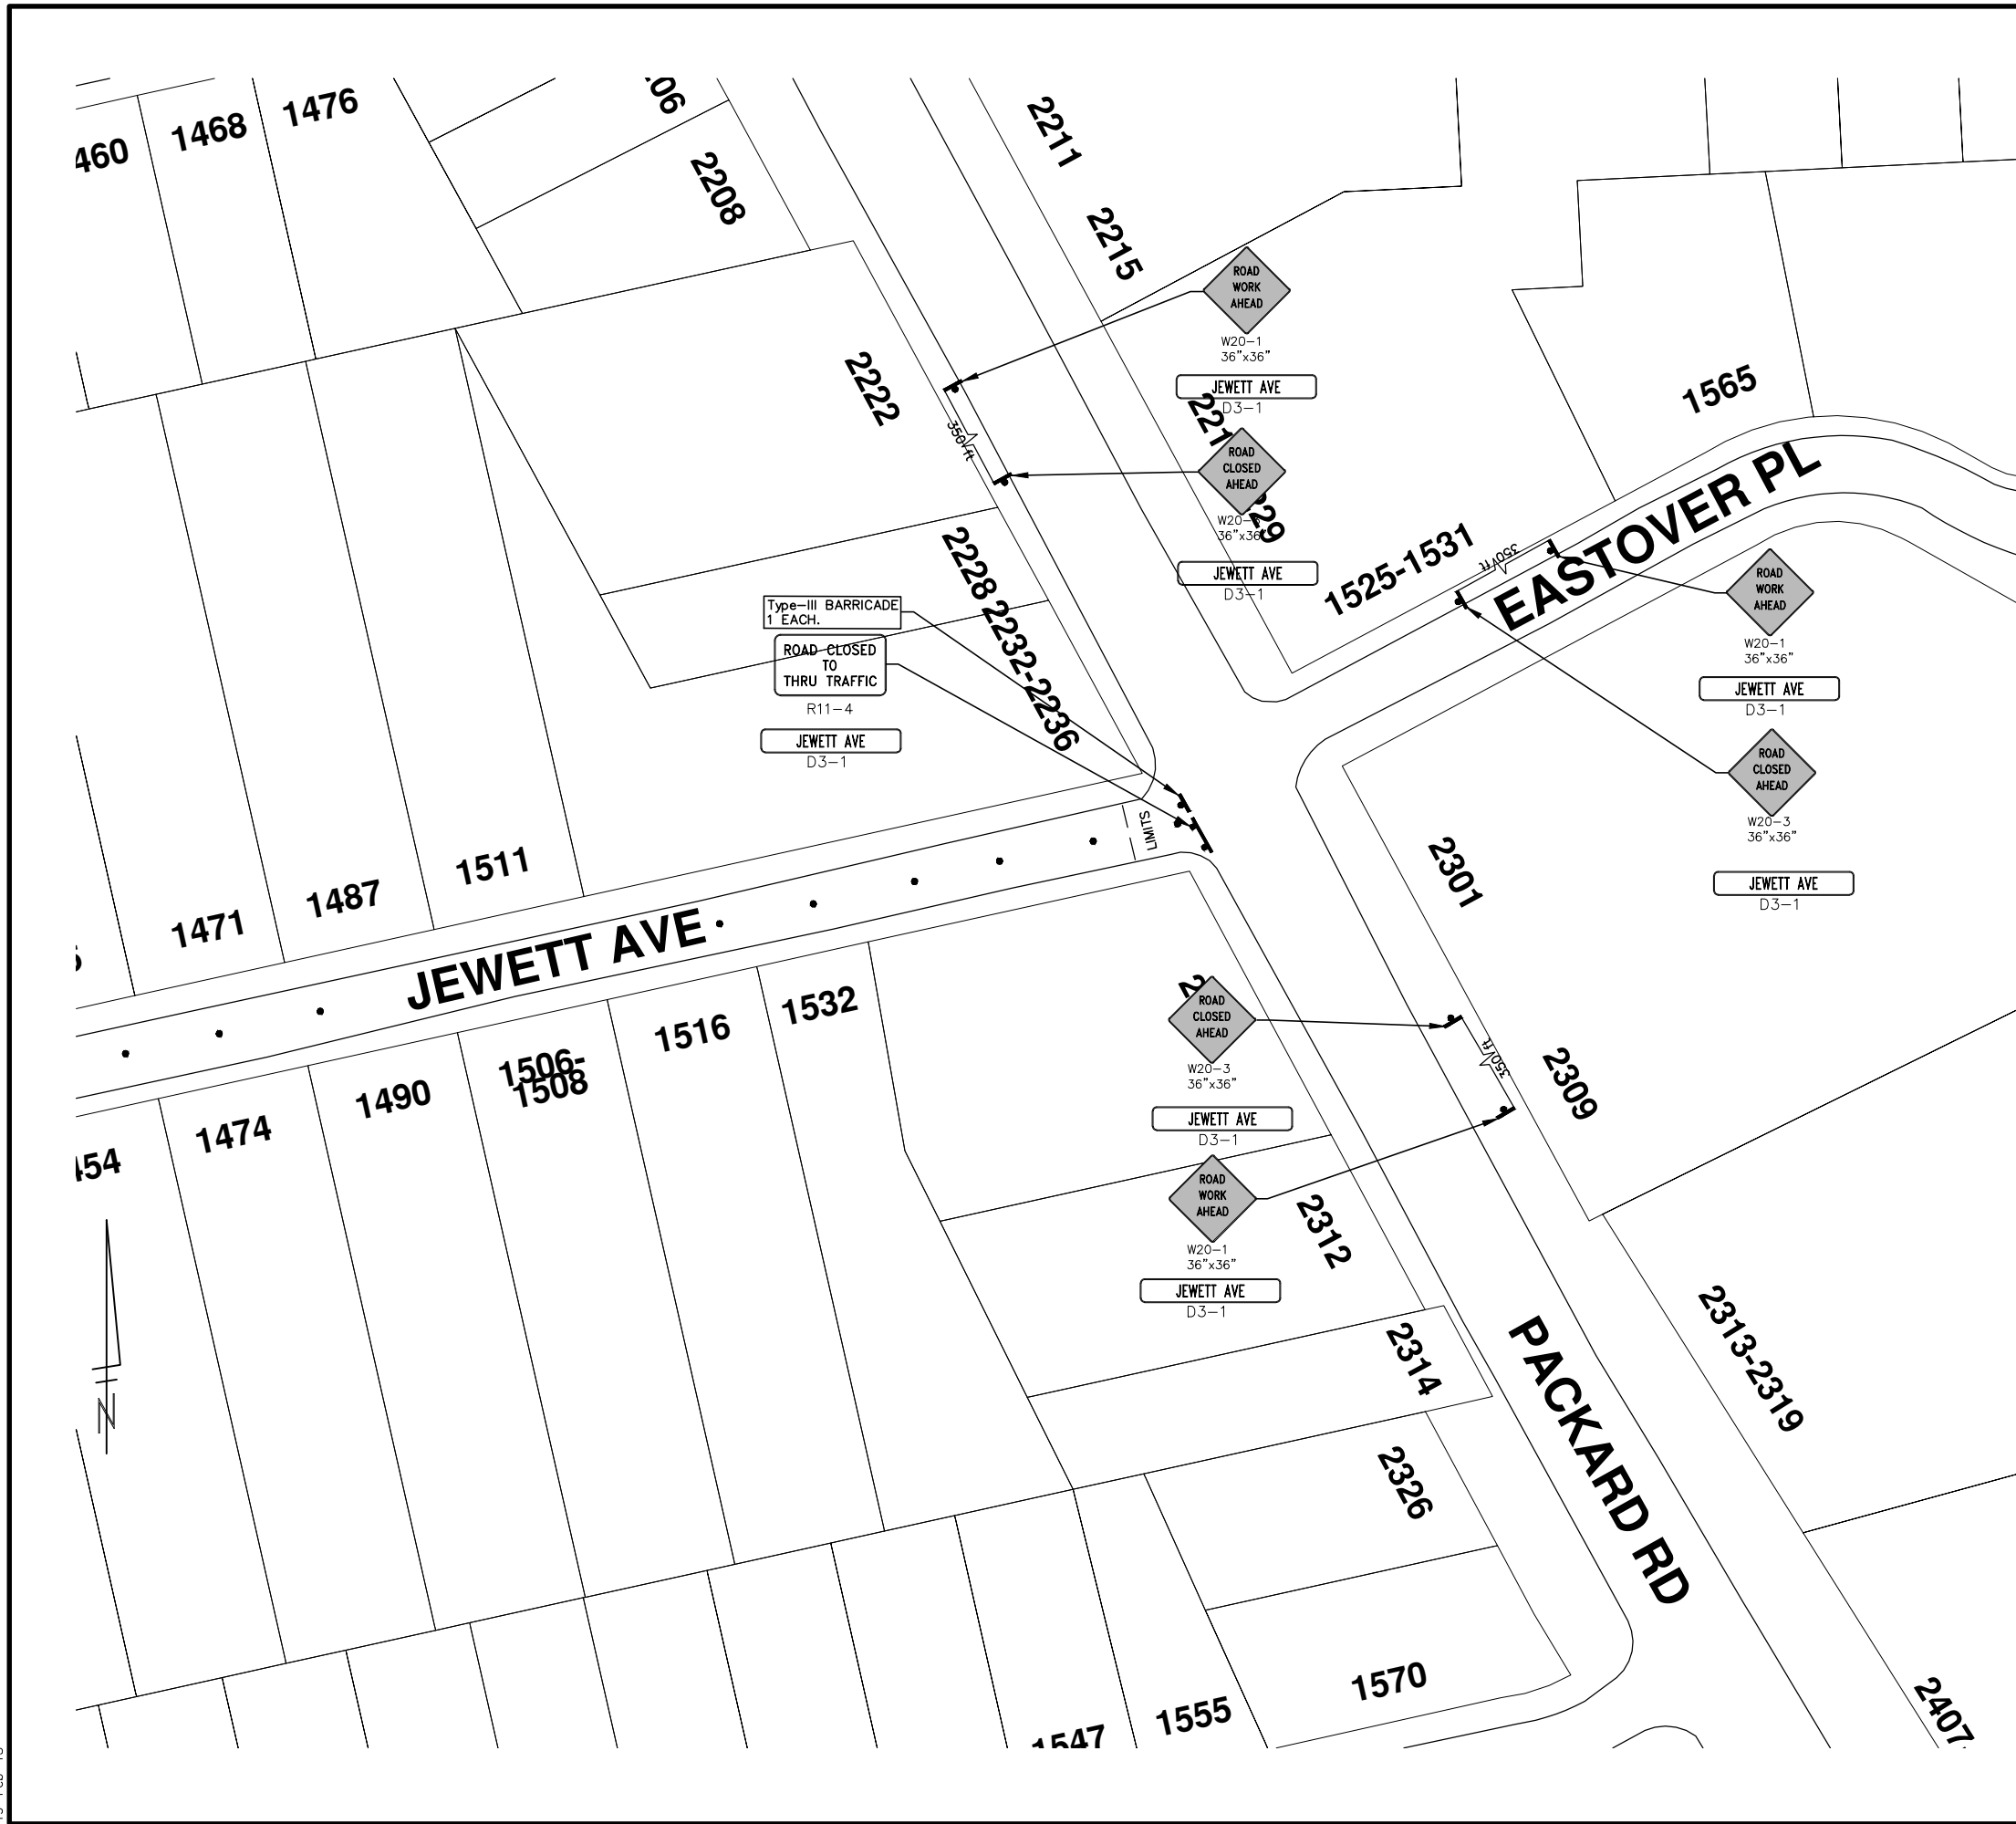 1468
1476
2208
2211
2215
ROAD
WORK
AHEAD
W20-1
36"x36"
JEWETT AVE
D3-1
2222
350 ft
ROAD
CLOSED
AHEAD
36"x36"
JEWETT AVE
D3-1
1565
EASTOVER PL
1525-1531
350 ft
ROAD
WORK
AHEAD
W20-1
36"x36"
JEWETT AVE
D3-1
ROAD
CLOSED
AHEAD
W20-3
36"x36"
JEWETT AVE
D3-1
2228
2232-2236
Type-III BARRICADE
1 EACH.
ROAD CLOSED
TO
THRU TRAFFIC
R11-4
JEWETT AVE
D3-1
LIMITS
1471
1487
1511
JEWETT AVE
2301
1474
1490
1506-
1508
1516
1532
ROAD
CLOSED
AHEAD
W20-3
36"x36"
JEWETT AVE
D3-1
350 ft
2309
ROAD
WORK
AHEAD
W20-1
36"x36"
JEWETT AVE
D3-1
2312
2314
PACKARD RD
2313-2319
2326
N
1547
1555
1570
2407